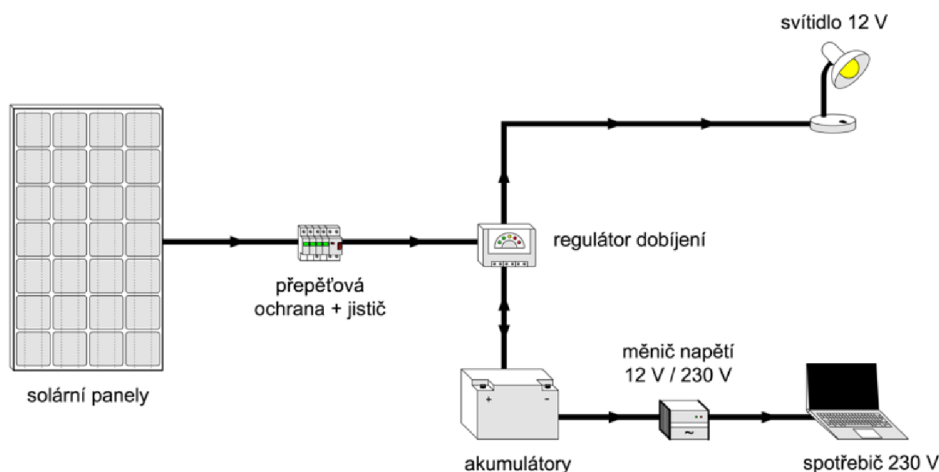 svítidlo 12 V
regulátor dobíjení
přepěťová
ochrana + jistič
měnič napětí
12 V / 230 V
solární panely
+ −
akumulátory
spotřebič 230 V